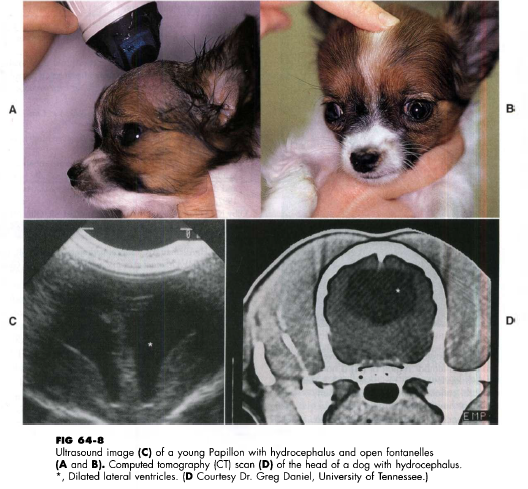 A
B
C
D
EMP
FIG 64-8
Ultrasound image (C) of a young Papillon with hydrocephalus and open fontanelles
(A and B). Computed tomography (CT) scan (D) of the head of a dog with hydrocephalus.
*, Dilated lateral ventricles. (D Courtesy Dr. Greg Daniel, University of Tennessee.)